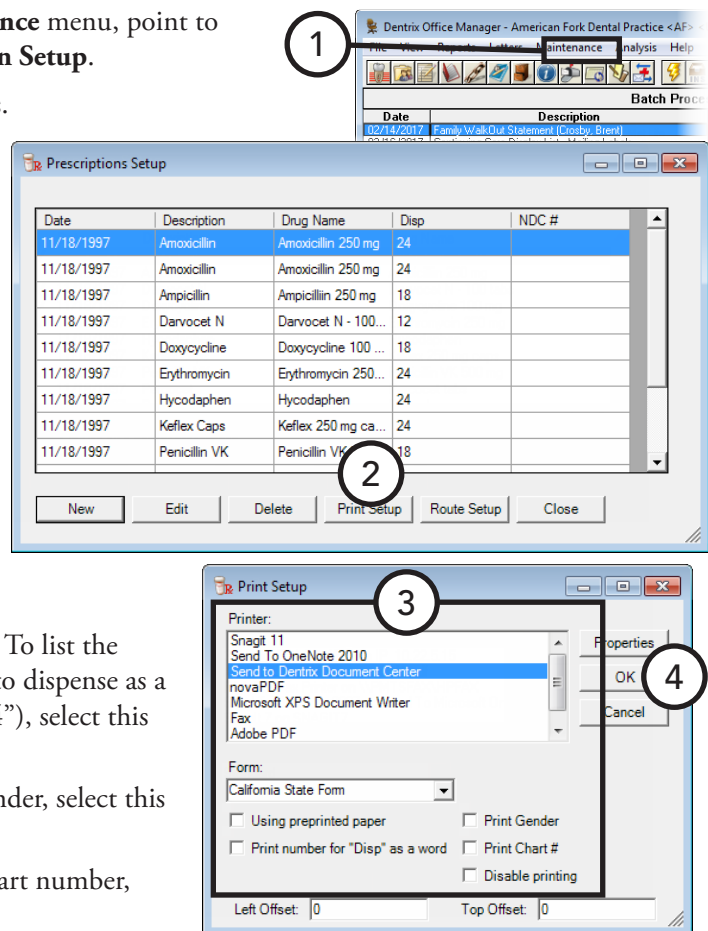 nce menu, point to
n Setup.
1
Dentrix Office Manager - American Fork Dental Practice <AF>
File View Reports Letters Maintenance Analysis Help
Batch Proce
Date Description
02/14/2017 Family WalkOut Statement (Crosby, Brent)
Prescriptions Setup
Date Description Drug Name Disp NDC #
11/18/1997 Amoxicillin Amoxicillin 250 mg 24
11/18/1997 Amoxicillin Amoxicillin 250 mg 24
11/18/1997 Ampicillin Ampicilliin 250 mg 18
11/18/1997 Darvocet N Darvocet N - 100... 12
11/18/1997 Doxycycline Doxycycline 100 ... 18
11/18/1997 Erythromycin Erythromycin 250... 24
11/18/1997 Hycodaphen Hycodaphen 24
11/18/1997 Keflex Caps Keflex 250 mg ca... 24
11/18/1997 Penicillin VK Penicillin VK 18
2
New Edit Delete Print Setup Route Setup Close
Print Setup
3
Printer:
Snagit 11
Send To OneNote 2010
Send to Dentrix Document Center
novaPDF
Microsoft XPS Document Writer
Fax
Adobe PDF
Properties
OK
4
Cancel
To list the
to dispense as a
"), select this
Form:
California State Form
nder, select this
Using preprinted paper Print Gender
Print number for "Disp" as a word Print Chart #
Disable printing
art number,
Left Offset: 0 Top Offset: 0